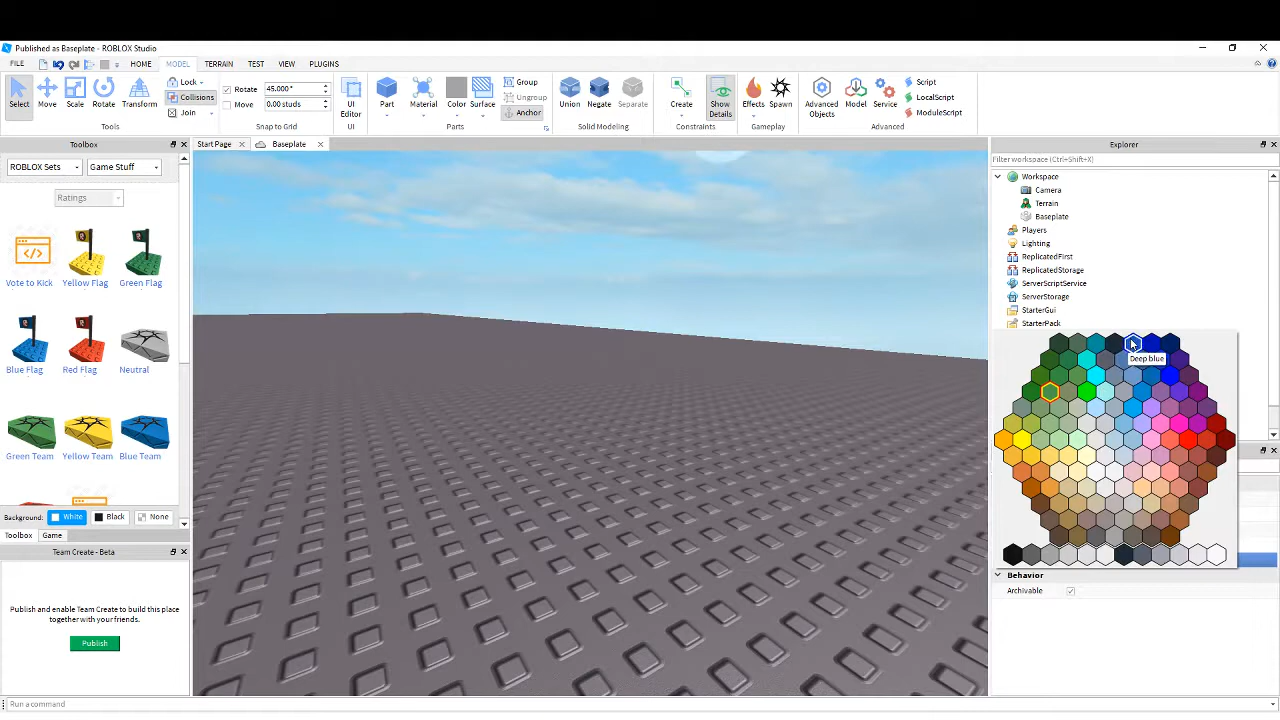 Published as Baseplate - ROBLOX Studio
FILE
HOME
MODEL
TERRAIN
TEST
VIEW
PLUGINS
Select
Move
Scale
Rotate
Transform
Lock
Collisions
Join
Tools
Rotate
45.000°
Move
0.00 studs
Snap to Grid
UI
Editor
UI
Part
Material
Color
Surface
Group
Ungroup
Anchor
Parts
Union
Negate
Separate
Solid Modeling
Create
Show
Details
Constraints
Effects
Spawn
Gameplay
Advanced
Objects
Model
Service
Script
LocalScript
ModuleScript
Advanced
Toolbox
Start Page
Baseplate
Explorer
ROBLOX Sets
Game Stuff
Filter workspace (Ctrl+Shift+X)
Ratings
Workspace
Camera
Terrain
Baseplate
Players
Lighting
ReplicatedFirst
ReplicatedStorage
ServerScriptService
ServerStorage
StarterGui
StarterPack
Vote to Kick
Yellow Flag
Green Flag
Blue Flag
Red Flag
Neutral
Green Team
Yellow Team
Blue Team
Deep blue
Background:
White
Black
None
Toolbox
Game
Team Create - Beta
Publish and enable Team Create to build this place
together with your friends.
Publish
Behavior
Archivable
Run a command